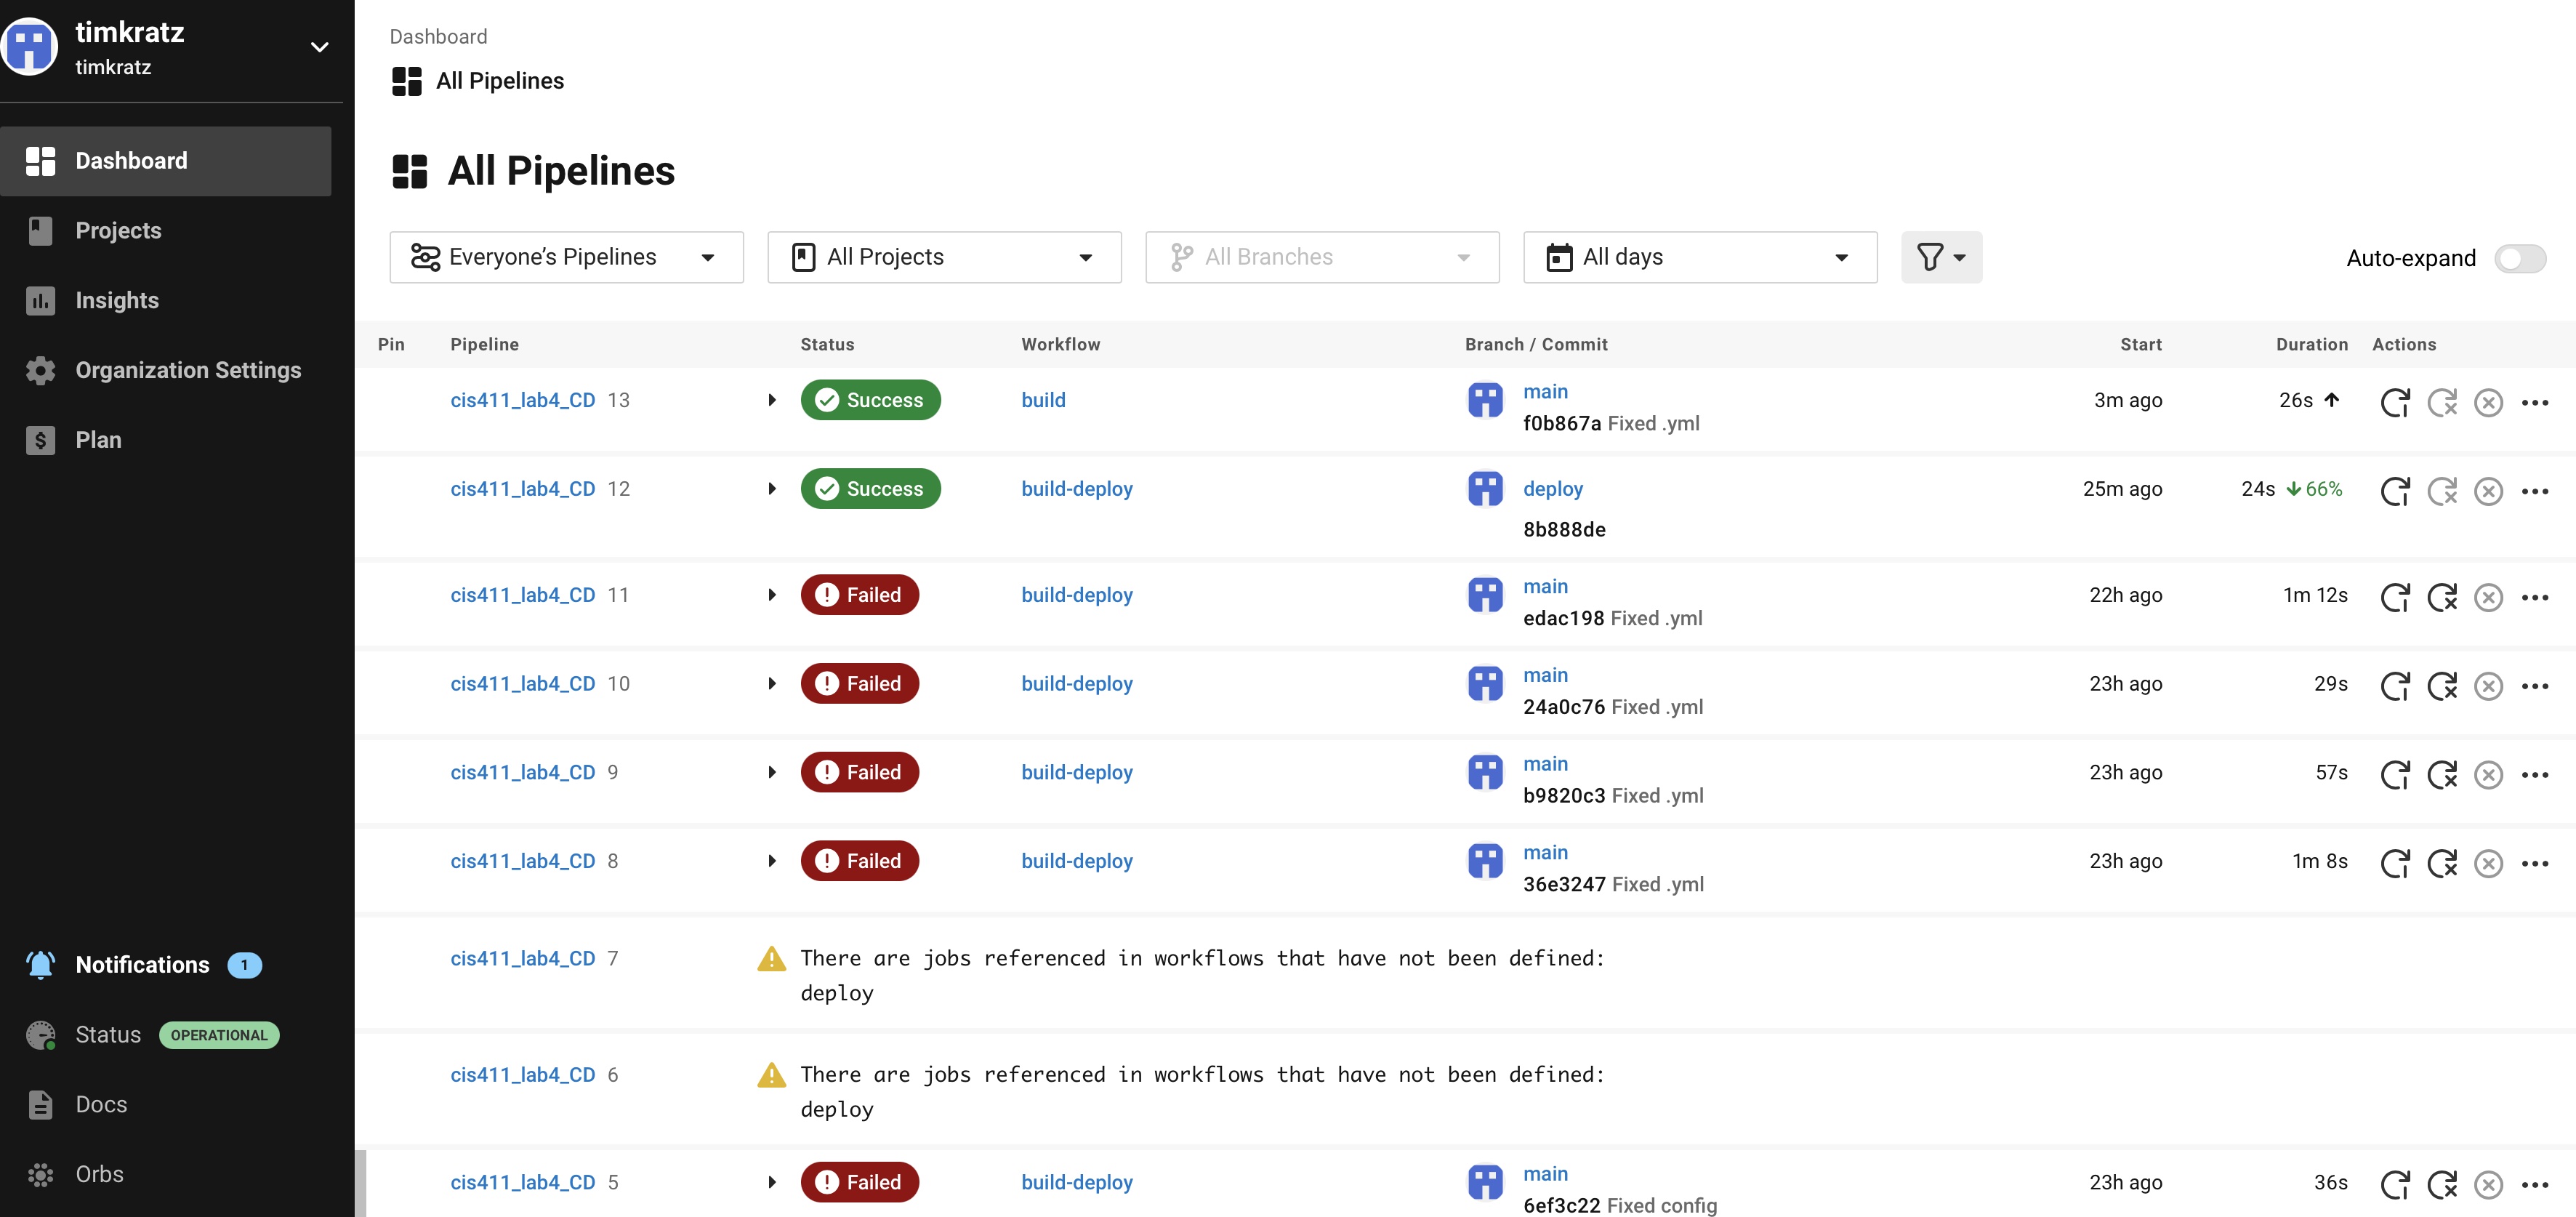 timkratz
timkratz
Dashboard
Projects
Insights
Organization Settings
Plan
Notifications 1
Status OPERATIONAL
Docs
Orbs
Dashboard
All Pipelines
All Pipelines
Everyone’s Pipelines All Projects All Branches All days Auto-expand
Pin Pipeline Status Workflow Branch / Commit Start Duration Actions
cis411_lab4_CD 13 Success build main 3m ago 26s
f0b867a Fixed .yml
cis411_lab4_CD 12 Success build-deploy deploy 25m ago 24s 66%
8b888de
cis411_lab4_CD 11 Failed build-deploy main 22h ago 1m 12s
edac198 Fixed .yml
cis411_lab4_CD 10 Failed build-deploy main 23h ago 29s
24a0c76 Fixed .yml
cis411_lab4_CD 9 Failed build-deploy main 23h ago 57s
b9820c3 Fixed .yml
cis411_lab4_CD 8 Failed build-deploy main 23h ago 1m 8s
36e3247 Fixed .yml
cis411_lab4_CD 7 There are jobs referenced in workflows that have not been defined:
deploy
cis411_lab4_CD 6 There are jobs referenced in workflows that have not been defined:
deploy
cis411_lab4_CD 5 Failed build-deploy main 23h ago 36s
6ef3c22 Fixed config